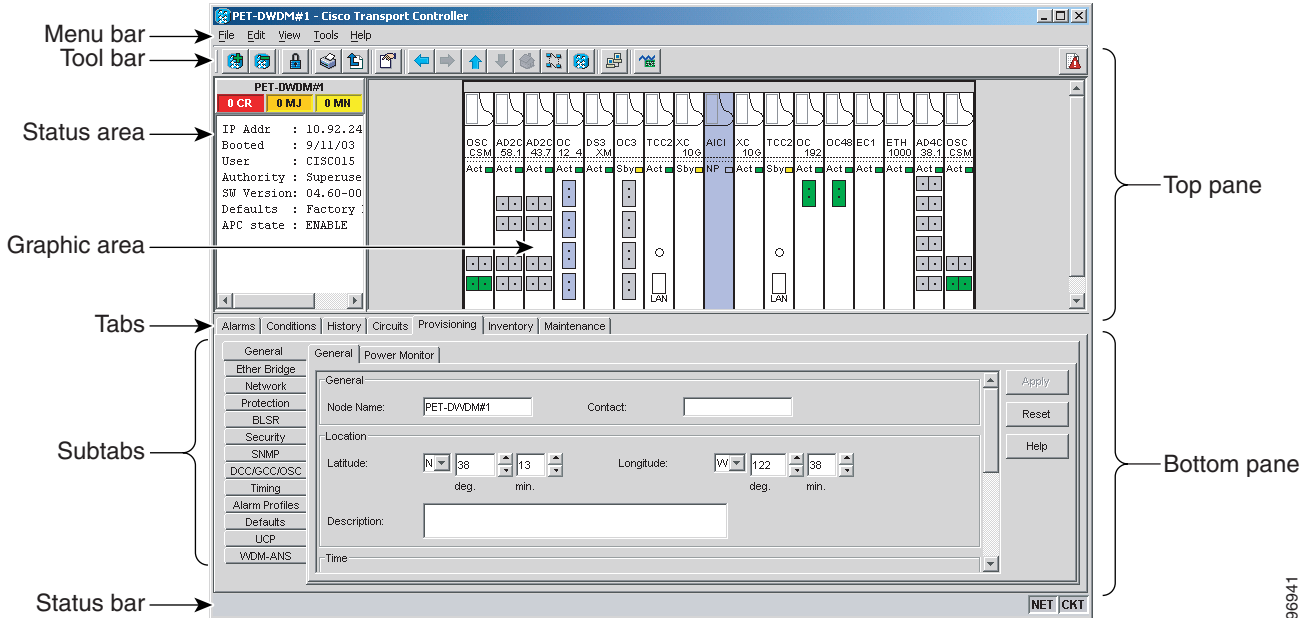 PET-DWDM#1 - Cisco Transport Controller
Menu bar
File Edit View Tools Help
Tool bar
PET-DWDM#1
0 CR 0 MJ 0 MN
Status area
IP Addr : 10.92.24
Booted : 9/11/03
User : CISCO15
Authority : Superuse
SW Version: 04.60-00
Defaults : Factory
APC state : ENABLE
OSC AD2C AD2C OC DS3 OC3 TCC2 XC AICI XC TCC2 OC OC48 EC1 ETH AD4C OSC
CSM 58.1 43.7 12_4 XM 10G 10G 192 1000 38.1 CSM
Act Act Act Act Act Sby Act Sby NP Act Sby Act Act Act Act Act Act
LAN LAN
Top pane
Graphic area
Tabs
Alarms Conditions History Circuits Provisioning Inventory Maintenance
Subtabs
General
Ether Bridge
Network
Protection
BLSR
Security
SNMP
DCC/GCC/OSC
Timing
Alarm Profiles
Defaults
UCP
WDM-ANS
General Power Monitor
General
Node Name: PET-DWDM#1 Contact:
Location
Latitude: N 38 13 Longitude: W 122 38
deg. min. deg. min.
Description:
Time
Apply
Reset
Help
Bottom pane
Status bar
NET CKT
96941